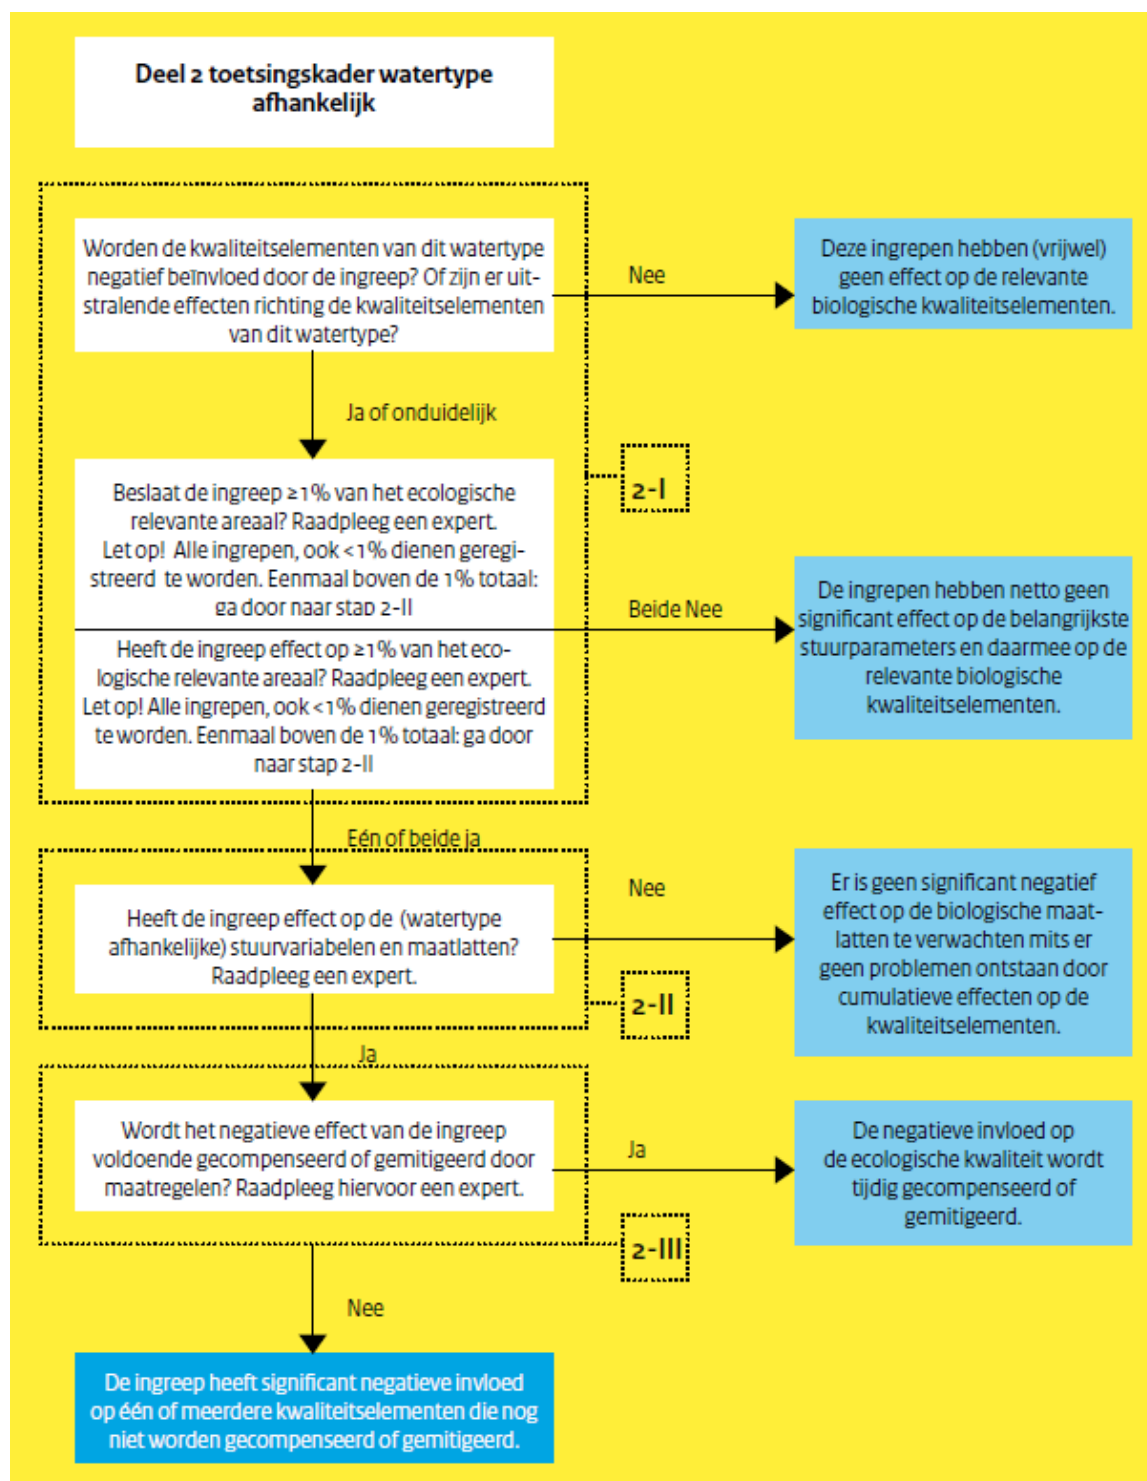 Deel 2 toetsingskader watertype
afhankelijk
Worden de kwaliteitselementen van dit watertype
negatief beïnvloed door de ingreep? Of zijn er uit-
stralende effecten richting de kwaliteitselementen
van dit watertype?
Nee
Deze ingrepen hebben (vrijwel)
geen effect op de relevante
biologische kwaliteitselementen.
Ja of onduidelijk
2-I
Beslaat de ingreep ≥1% van het ecologische
relevante areaal? Raadpleeg een expert.
Let op! Alle ingrepen, ook <1% dienen geregi-
streerd te worden. Eenmaal boven de 1% totaal:
ga door naar stap 2-II
Heeft de ingreep effect op ≥1% van het eco-
logische relevante areaal? Raadpleeg een expert.
Let op! Alle ingrepen, ook <1% dienen geregistreerd
te worden. Eenmaal boven de 1% totaal: ga door
naar stap 2-II
Beide Nee
De ingrepen hebben netto geen
significant effect op de belangrijkste
stuurparameters en daarmee op de
relevante biologische
kwaliteitselementen.
Eén of beide ja
Heeft de ingreep effect op de (watertype
afhankelijke) stuurvariabelen en maatlatten?
Raadpleeg een expert.
Nee
Er is geen significant negatief
effect op de biologische maat-
latten te verwachten mits er
geen problemen ontstaan door
cumulatieve effecten op de
kwaliteitselementen.
2-II
Ja
Wordt het negatieve effect van de ingreep
voldoende gecompenseerd of gemitigeerd door
maatregelen? Raadpleeg hiervoor een expert.
Ja
De negatieve invloed op
de ecologische kwaliteit wordt
tijdig gecompenseerd of
gemitigeerd.
2-III
Nee
De ingreep heeft significant negatieve invloed
op één of meerdere kwaliteitselementen die nog
niet worden gecompenseerd of gemitigeerd.